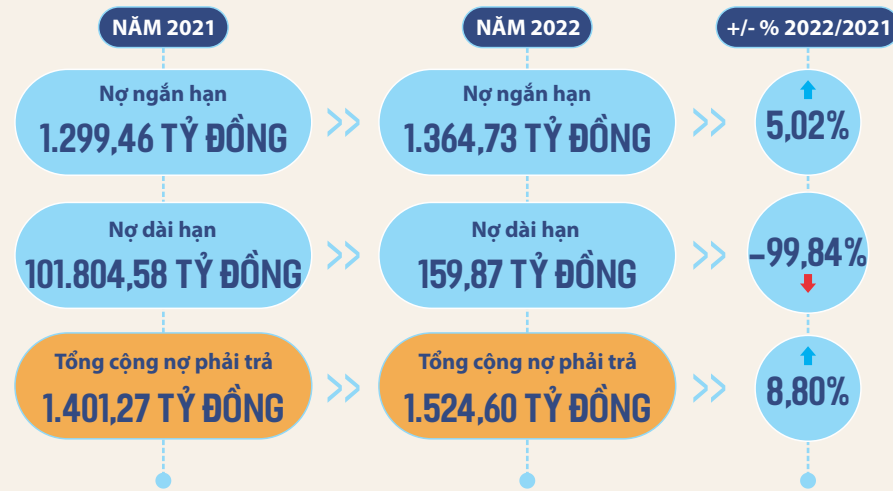 NĂM 2021
NĂM 2022
+/- % 2022/2021
Nợ ngắn hạn
1.299,46 TỶ ĐỒNG
Nợ ngắn hạn
1.364,73 TỶ ĐỒNG
5,02%
Nợ dài hạn
101.804,58 TỶ ĐỒNG
Nợ dài hạn
159,87 TỶ ĐỒNG
-99,84%
Tổng cộng nợ phải trả
1.401,27 TỶ ĐỒNG
Tổng cộng nợ phải trả
1.524,60 TỶ ĐỒNG
8,80%